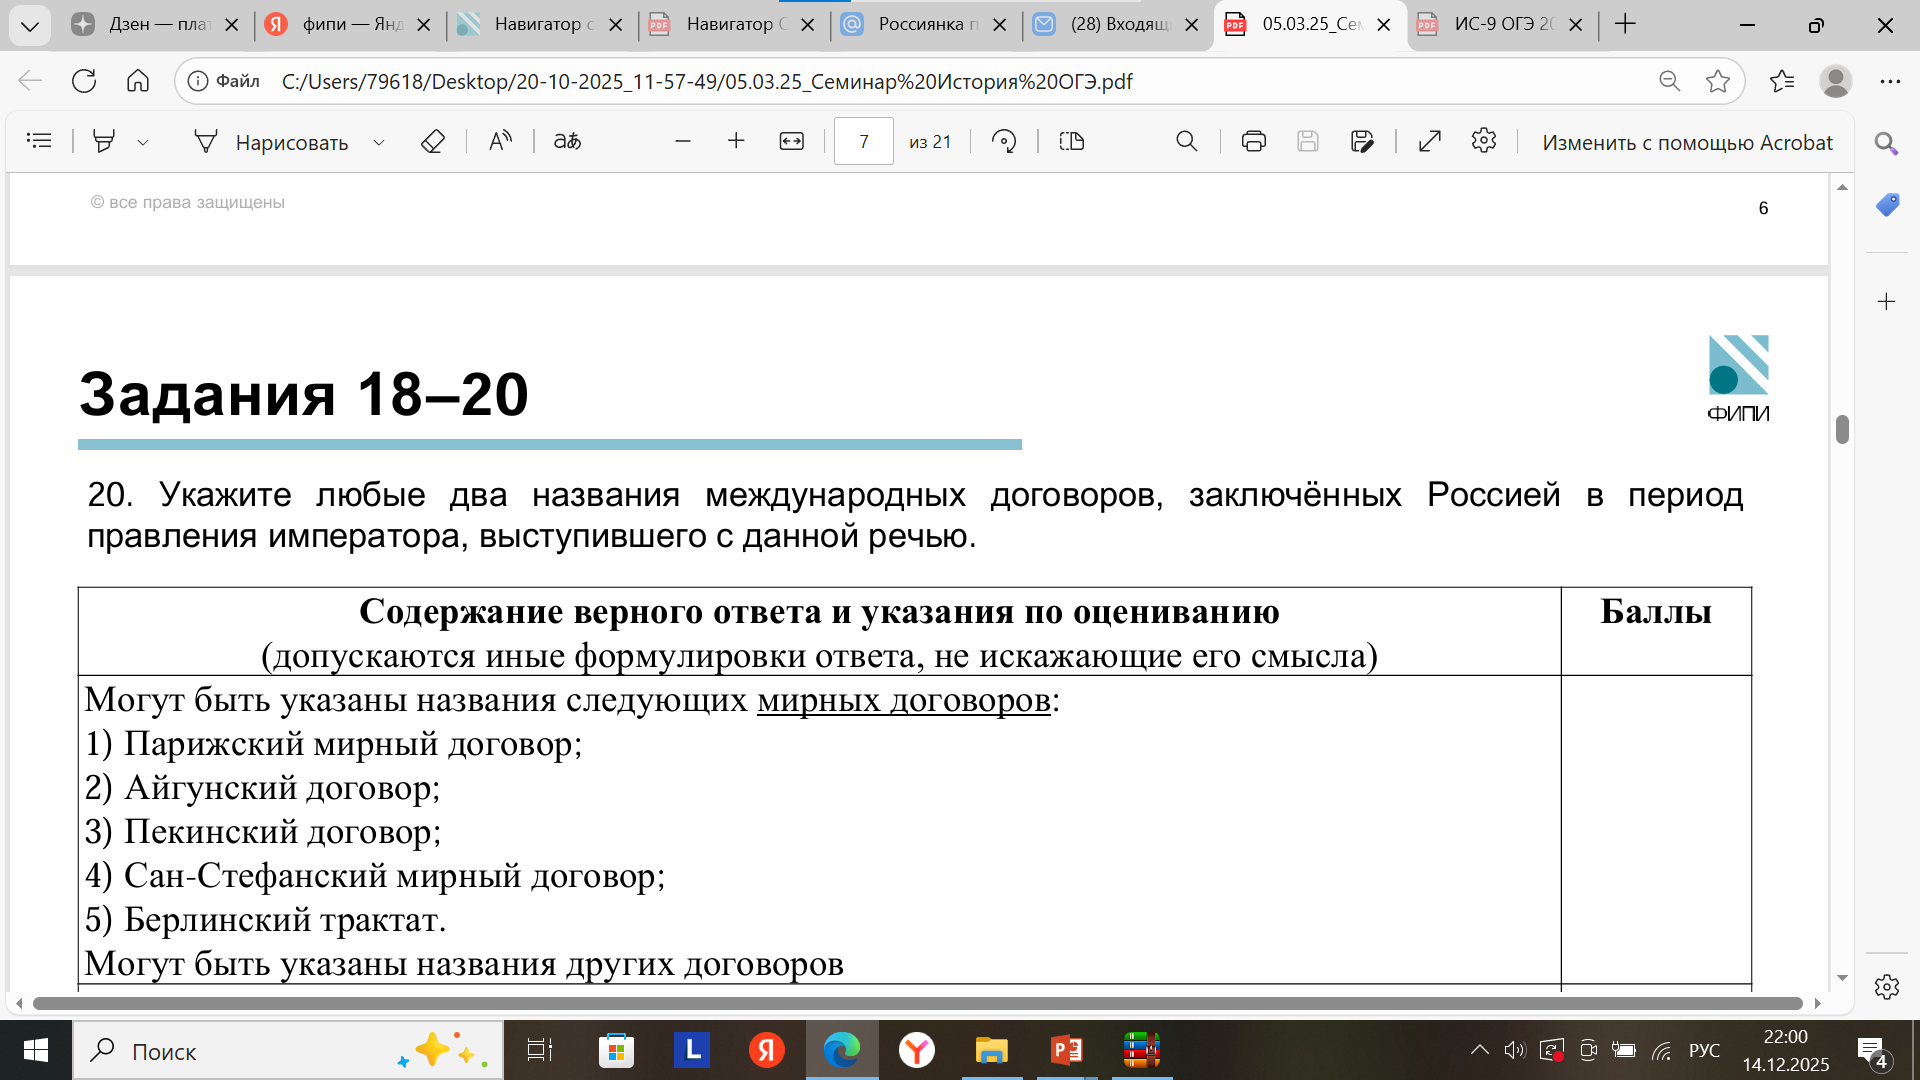 Дзен — плат
фипи — Янд
Навигатор с
Навигатор О
Россиянка п
(28) Входящ
05.03.25_Сем
ИС-9 ОГЭ 20
Файл
C:/Users/79618/Desktop/20-10-2025_11-57-49/05.03.25_Семинар%20История%20ОГЭ.pdf
Нарисовать
7 из 21
Изменить с помощью Acrobat
© все права защищены
6
Задания 18–20
ФИПИ
20. Укажите любые два названия международных договоров, заключённых Россией в период
правления императора, выступившего с данной речью.
Содержание верного ответа и указания по оцениванию
(допускаются иные формулировки ответа, не искажающие его смысла)
Баллы
Могут быть указаны названия следующих мирных договоров:
1) Парижский мирный договор;
2) Айгунский договор;
3) Пекинский договор;
4) Сан-Стефанский мирный договор;
5) Берлинский трактат.
Могут быть указаны названия других договоров
Поиск
РУС
22:00
14.12.2025
4